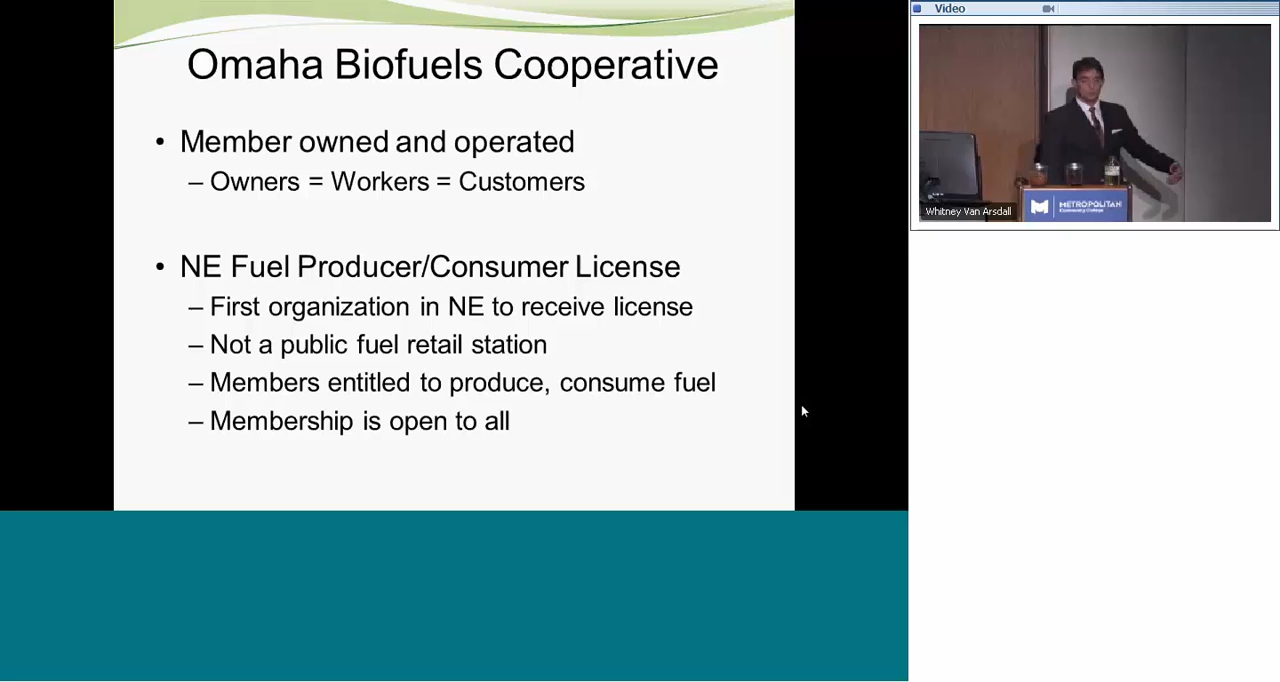 Omaha Biofuels Cooperative
• Member owned and operated
– Owners = Workers = Customers
• NE Fuel Producer/Consumer License
– First organization in NE to receive license
– Not a public fuel retail station
– Members entitled to produce, consume fuel
– Membership is open to all
Video
Whitney Van Arsdall
METROPOLITAN
Community College